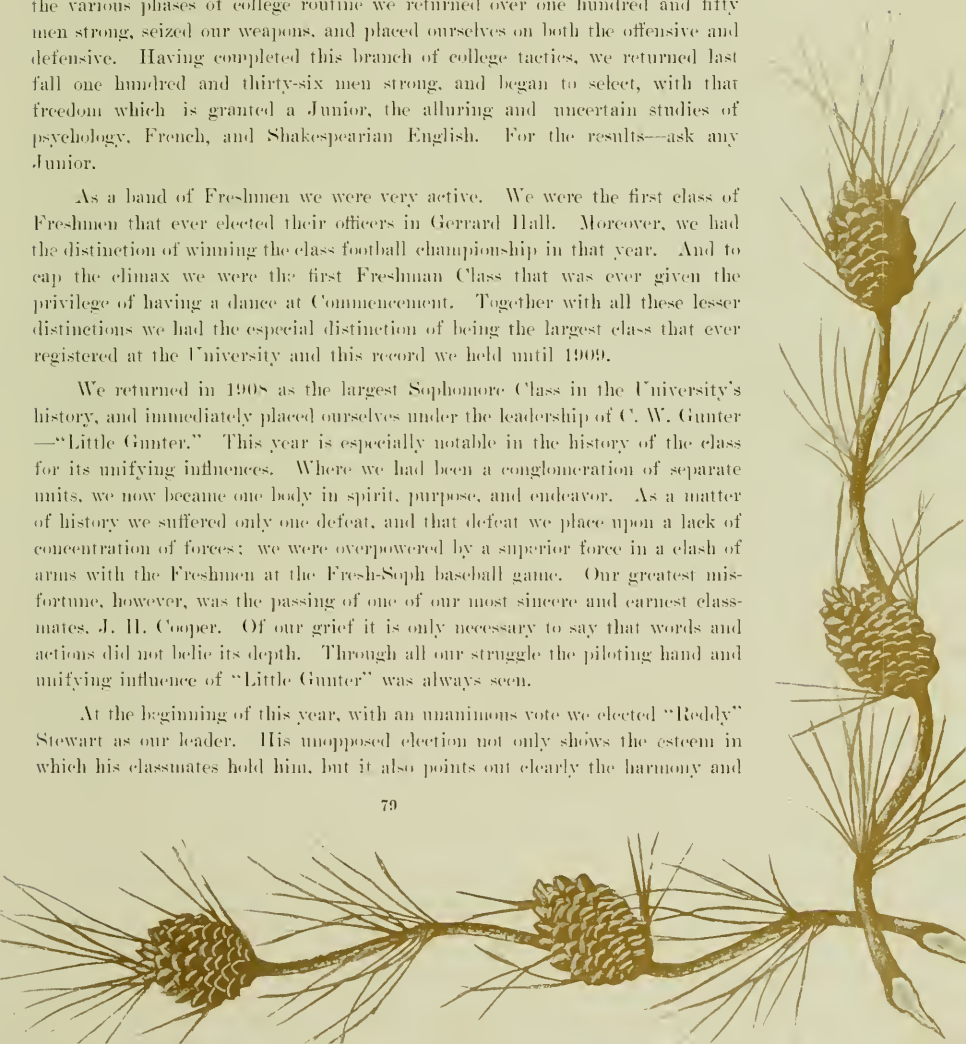 the various phases of college routine we returned over one hundred and fifty
men strong, seized our weapons, and placed ourselves on both the offensive and
defensive. Having completed this branch of college tactics, we returned last
fall one hundred and thirty-six men strong, and began to select, with that
freedom which is granted a Junior, the alluring and uncertain studies of
psychology, French, and Shakespearian English. For the results—ask any
Junior.
As a band of Freshmen we were very active. We were the first class of
Freshmen that ever elected their officers in Gerrard Hall. Moreover, we had
the distinction of winning the class football championship in that year. And to
cap the climax we were the first Freshman Class that was ever given the
privilege of having a dance at Commencement. Together with all these lesser
distinctions we had the especial distinction of being the largest class that ever
registered at the University and this record we held until 1909.
We returned in 1908 as the largest Sophomore Class in the University's
history, and immediately placed ourselves under the leadership of C. W. Gunter
—"Little Gunter." This year is especially notable in the history of the class
for its unifying influences. Where we had been a conglomeration of separate
units, we now became one body in spirit, purpose, and endeavor. As a matter
of history we suffered only one defeat, and that defeat we place upon a lack of
concentration of forces; we were overpowered by a superior force in a clash of
arms with the Freshmen at the Fresh-Soph baseball game. Our greatest mis-
fortune, however, was the passing of one of our most sincere and earnest class-
mates, J. H. Cooper. Of our grief it is only necessary to say that words and
actions did not belie its depth. Through all our struggle the piloting hand and
unifying influence of "Little Gunter" was always seen.
At the beginning of this year, with an unanimous vote we elected "Reddy"
Stewart as our leader. His unopposed election not only shows the esteem in
which his classmates hold him, but it also points out clearly the harmony and
79